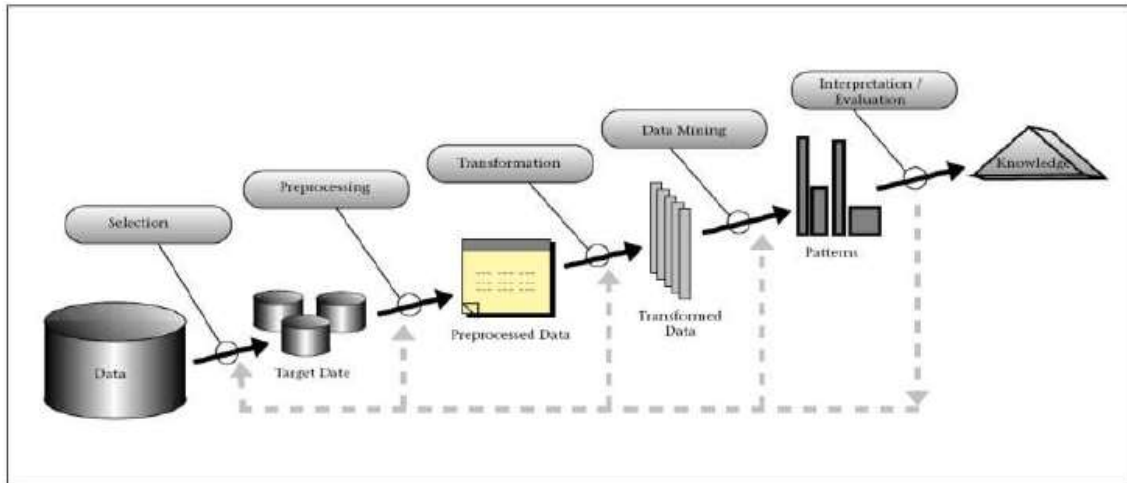 Interpretation /
Evaluation
Data Mining
Transformation
Knowledge
Preprocessing
Selection
Patterns
Transformed
Data
Preprocessed Data
Target Date
Data